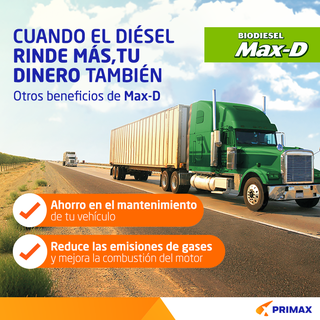 CUANDO EL DIÉSEL
RINDE MÁS,TU
DINERO TAMBIÉN
Otros beneficios de Max-D
BIODIESEL
Max-D
Ahorro en el mantenimiento
de tu vehículo
Reduce las emisiones de gases
y mejora la combustión del motor
PRIMAX